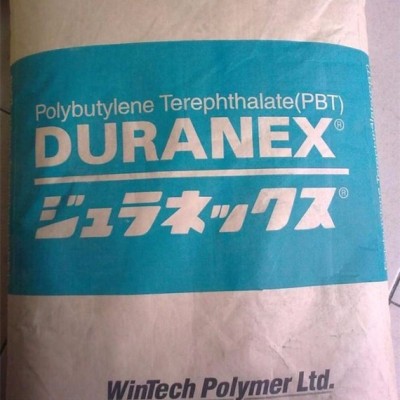 Polybutylene Terephthalate(PBT)
DURANEX®
ジュラネックス®
WinTech Polymer Ltd.